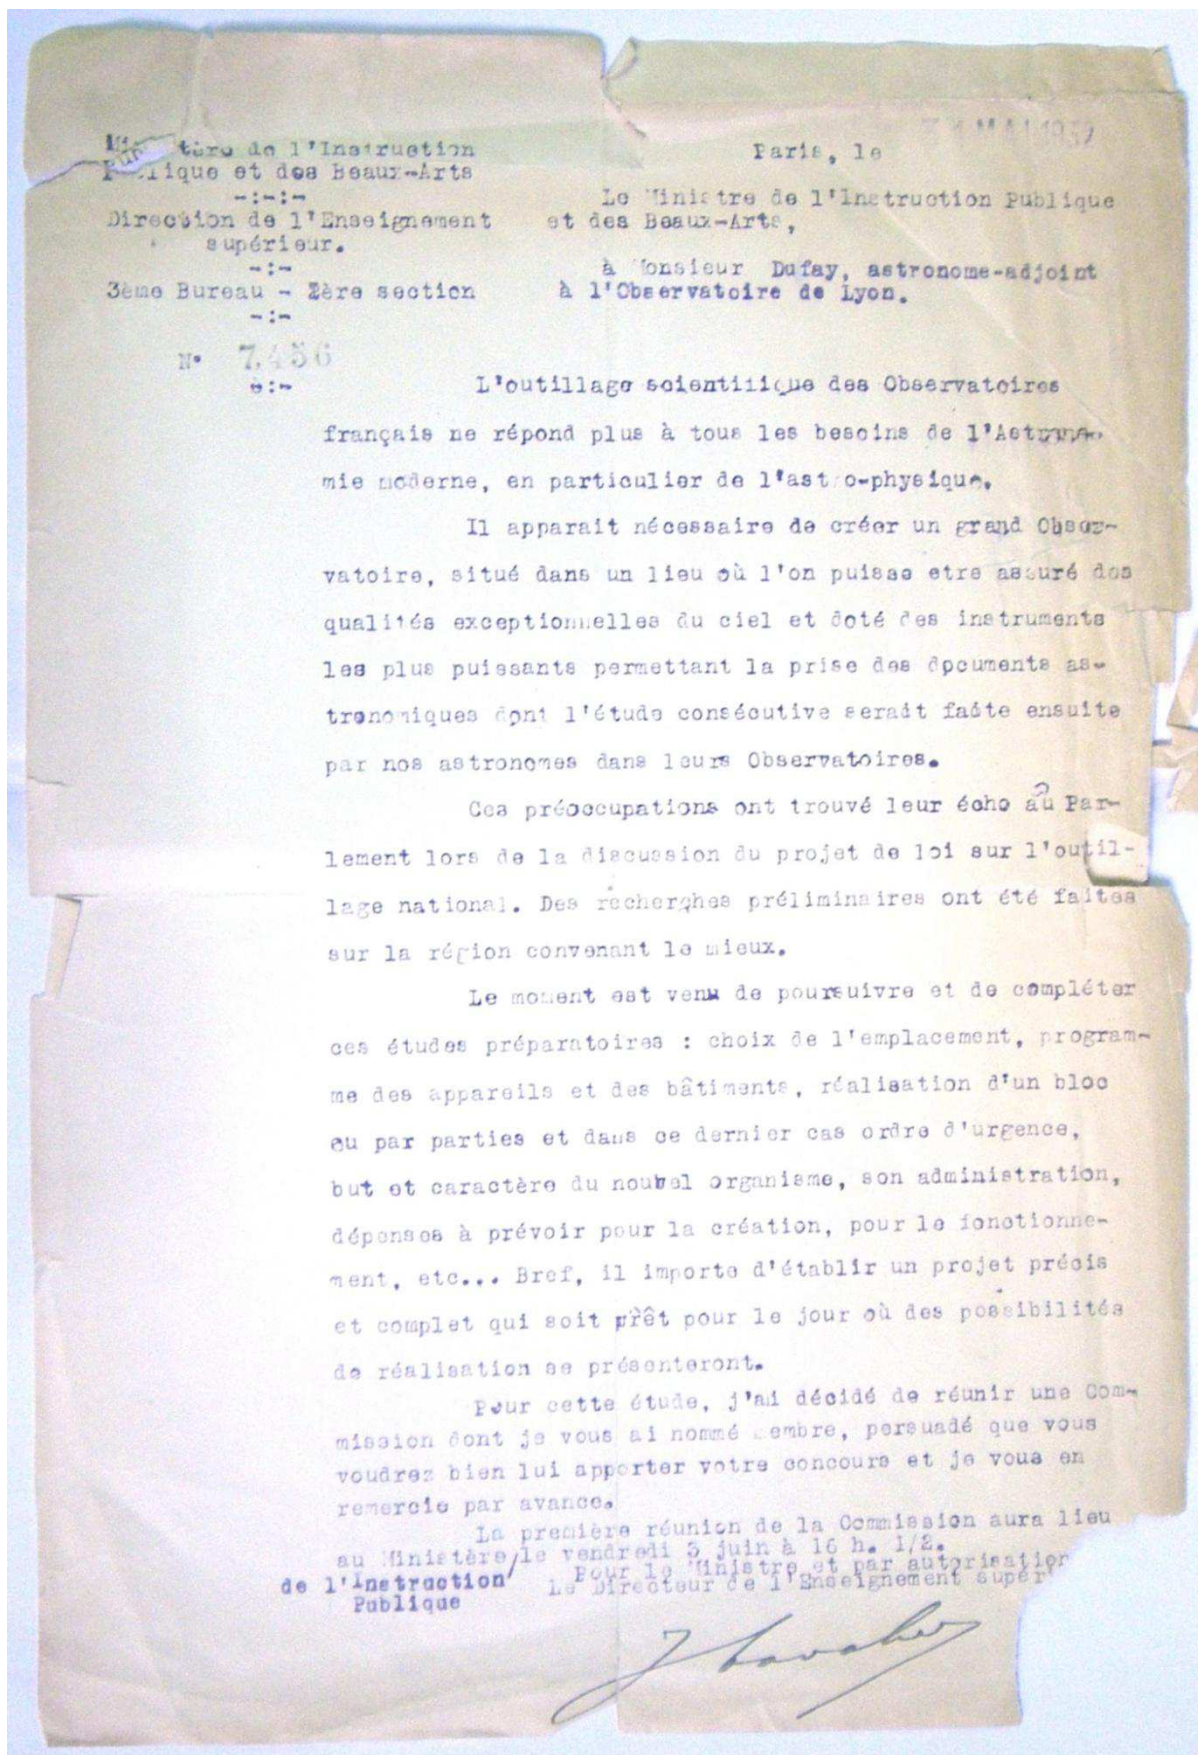 Ministère de l'Instruction
Publique et des Beaux-Arts
-:-:-
Direction de l'Enseignement
supérieur.
-:-
3ème Bureau - 2ère section
-:-
N° 7.456
-:-
MAI 1932
Paris, le
Le Ministre de l'Instruction Publique
et des Beaux-Arts,
à Monsieur Dufay, astronome-adjoint
à l'Observatoire de Lyon.
L'outillage scientifique des Observatoires
français ne répond plus à tous les besoins de l'Astrono-
mie moderne, en particulier de l'astro-physique.
Il apparait nécessaire de créer un grand Obser-
vatoire, situé dans un lieu où l'on puisse etre assuré des
qualités exceptionnelles du ciel et doté des instruments
les plus puissants permettant la prise des dpcuments as-
tronomiques dpnt l'étude consécutive serait faite ensuite
par nos astronomes dans leurs Observatoires.
Ces préoccupations ont trouvé leur écho au Par-
lement lors de la discussion du projet de loi sur l'outil-
lage national. Des recherches préliminaires ont été faites
sur la région convenant le mieux.
Le moment est venu de poursuivre et de compléter
ces études préparatoires : choix de l'emplacement, program-
me des appareils et des bâtiments, réalisation d'un bloc
ou par parties et dans ce dernier cas ordre d'urgence,
but et caractère du nouvel organisme, son administration,
dépenses à prévoir pour la création, pour le fonctionne-
ment, etc... Bref, il importe d'établir un projet précis
et complet qui soit prêt pour le jour où des possibilités
de réalisation se présenteront.
Pour cette étude, j'ai décidé de réunir une Com-
mission dont je vous ai nommé membre, persuadé que vous
voudrez bien lui apporter votre concours et je vous en
remercie par avance.
La première réunion de la Commission aura lieu
au Ministère/le vendredi 3 juin à 16 h. 1/2.
de l'Instruction/
Publique
Pour le Ministre et par autorisation
Le Directeur de l'Enseignement supér